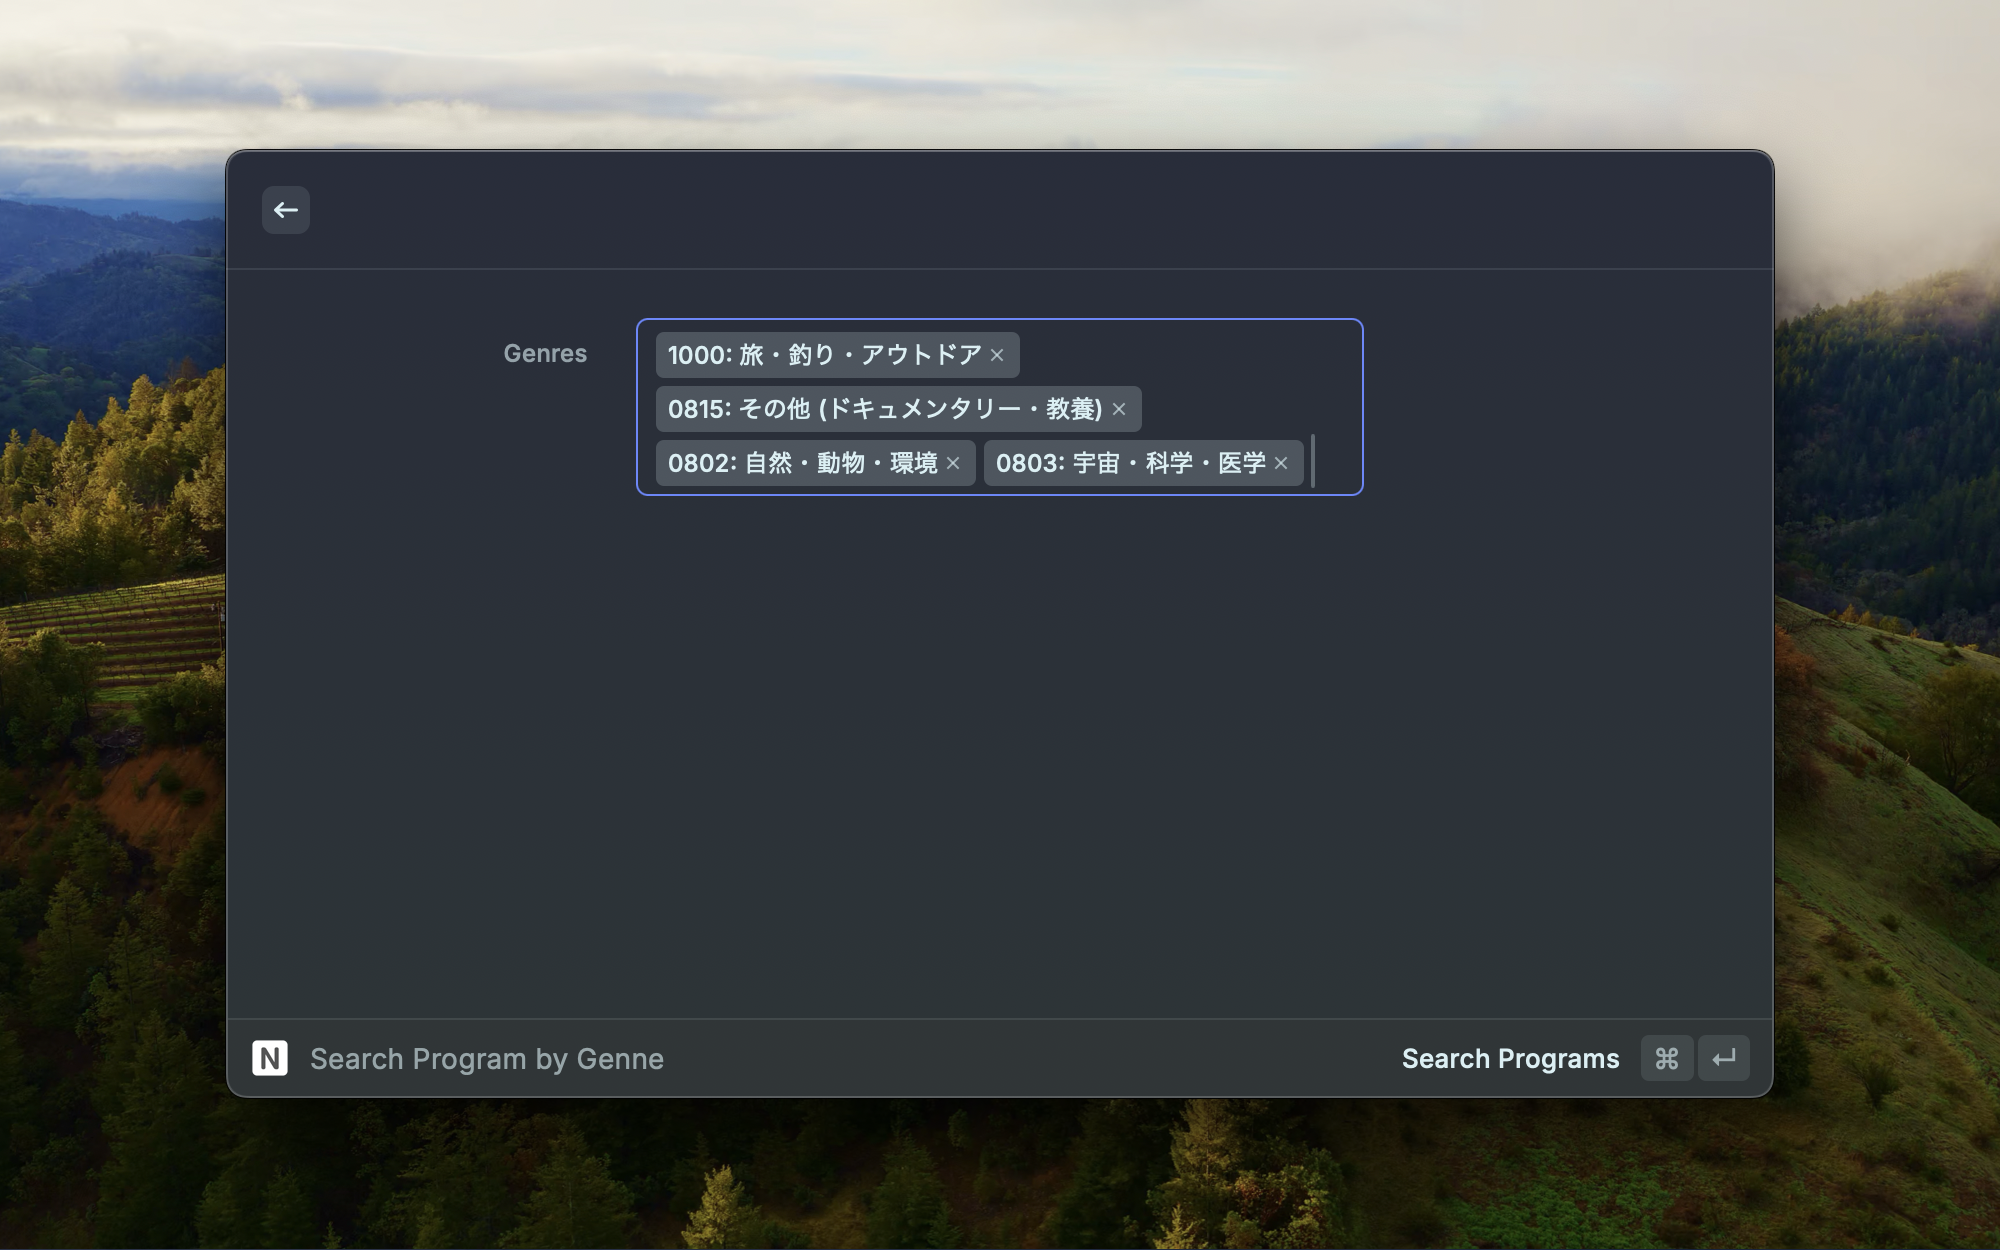 Genres
1000: 旅・釣り・アウトドア ×
0815: その他 (ドキュメンタリー・教養) ×
0802: 自然・動物・環境 × 0803: 宇宙・科学・医学 ×
N Search Program by Genne Search Programs ⌘ ↵